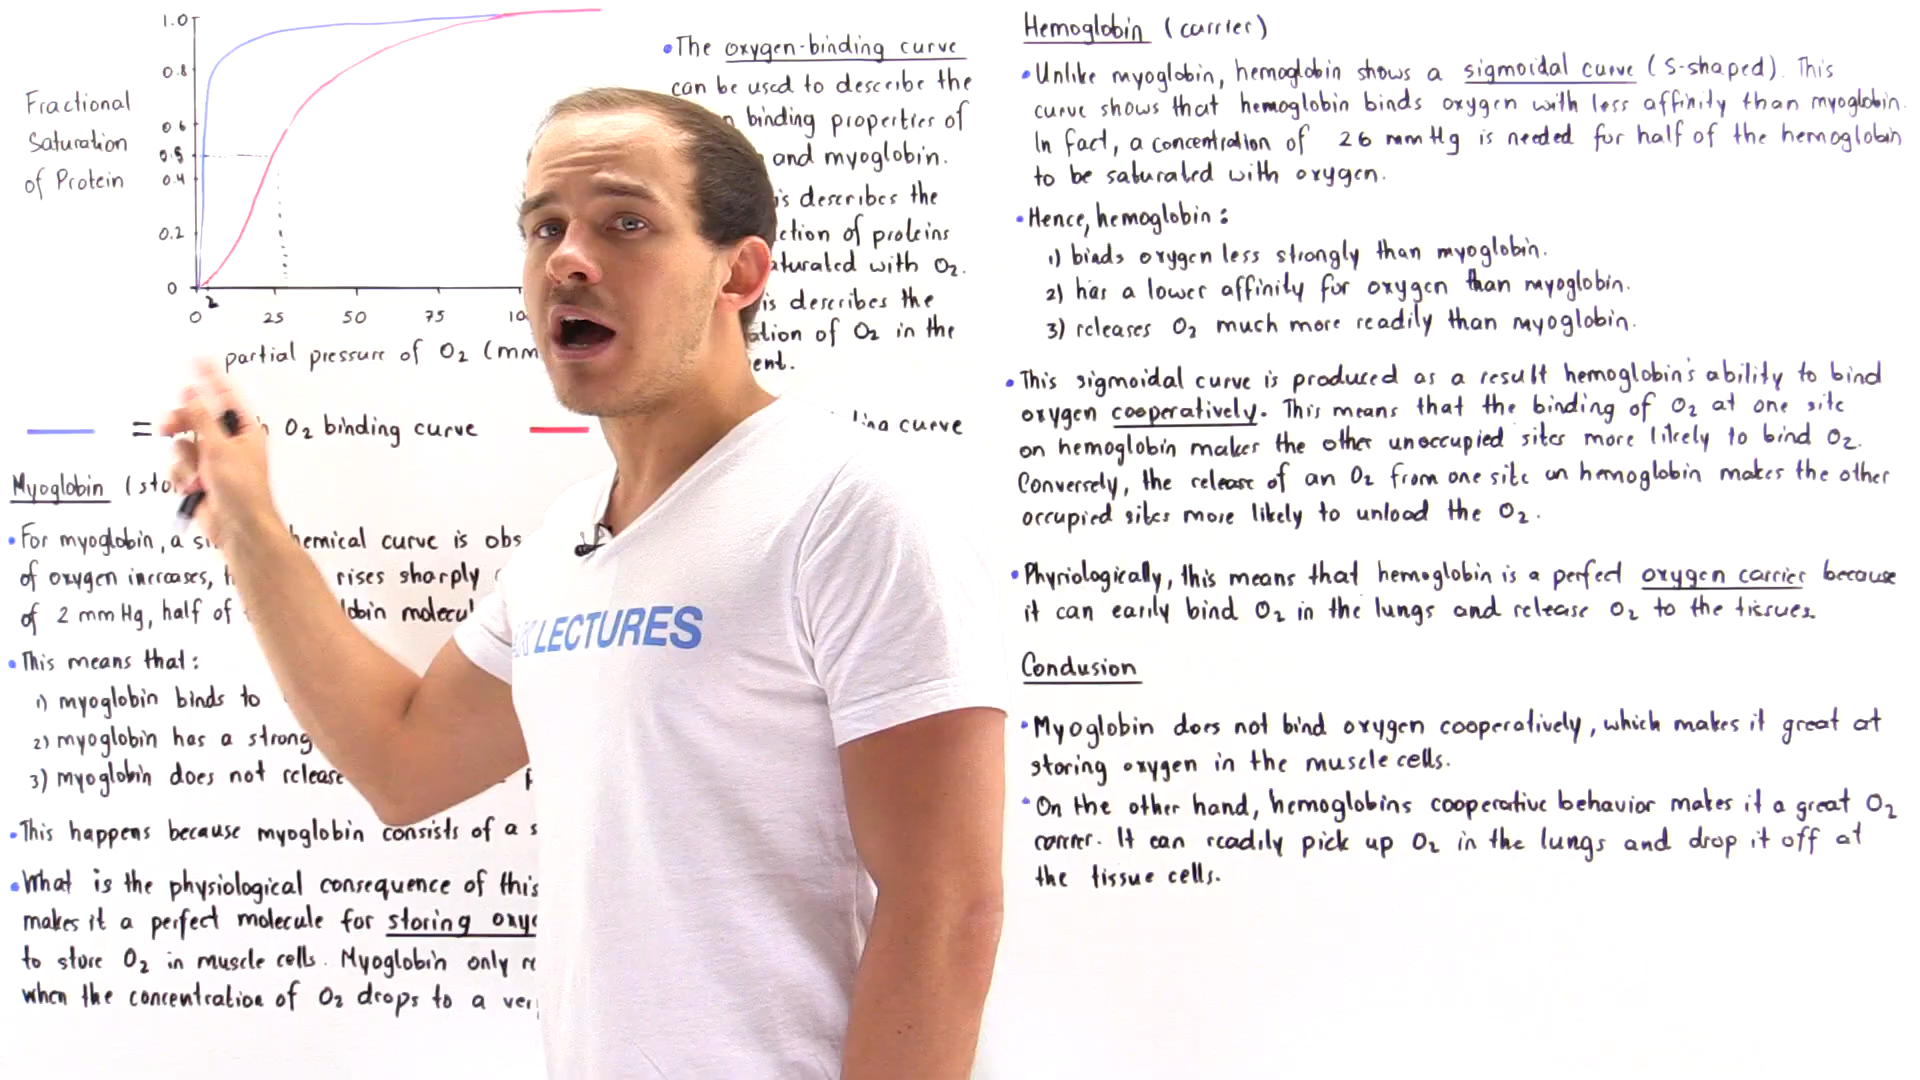 1.0
0.8
0.6
0.5
0.4
0.2
0
2
0 25 50 75
Fractional
Saturation
of Protein
partial pressure of O2 (mm
= O2 binding curve
curve
• The oxygen-binding curve
can be used to describe the
binding properties of
and myoglobin.
describes the
of proteins
with O2.
describes the
of O2 in the
Myoglobin
• For myoglobin, a curve is
of oxygen increases, rises sharply
of 2 mm Hg, half of
• This means that:
1) myoglobin binds to
2) myoglobin has a strong
3) myoglobin does not release
• This happens because myoglobin consists of a
• What is the physiological consequence of this
makes it a perfect molecule for storing
to store O2 in muscle cells. Myoglobin only
when the concentration of O2 drops to a
LECTURES
Hemoglobin (carrier)
• Unlike myoglobin, hemoglobin shows a sigmoidal curve (S-shaped). This
curve shows that hemoglobin binds oxygen with less affinity than myoglobin.
In fact, a concentration of 26 mm Hg is needed for half of the hemoglobin
to be saturated with oxygen.
• Hence, hemoglobin:
1) binds oxygen less strongly than myoglobin.
2) has a lower affinity for oxygen than myoglobin.
3) releases O2 much more readily than myoglobin.
• This sigmoidal curve is produced as a result hemoglobin's ability to bind
oxygen cooperatively. This means that the binding of O2 at one site
on hemoglobin makes the other unoccupied sites more likely to bind O2.
Conversely, the release of an O2 from one site on hemoglobin makes the other
occupied sites more likely to unload the O2.
• Physiologically, this means that hemoglobin is a perfect oxygen carrier because
it can easily bind O2 in the lungs and release O2 to the tissues.
Conclusion
• Myoglobin does not bind oxygen cooperatively, which makes it great at
storing oxygen in the muscle cells.
• On the other hand, hemoglobins cooperative behavior makes it a great O2
carrier. It can readily pick up O2 in the lungs and drop it off at
the tissue cells.